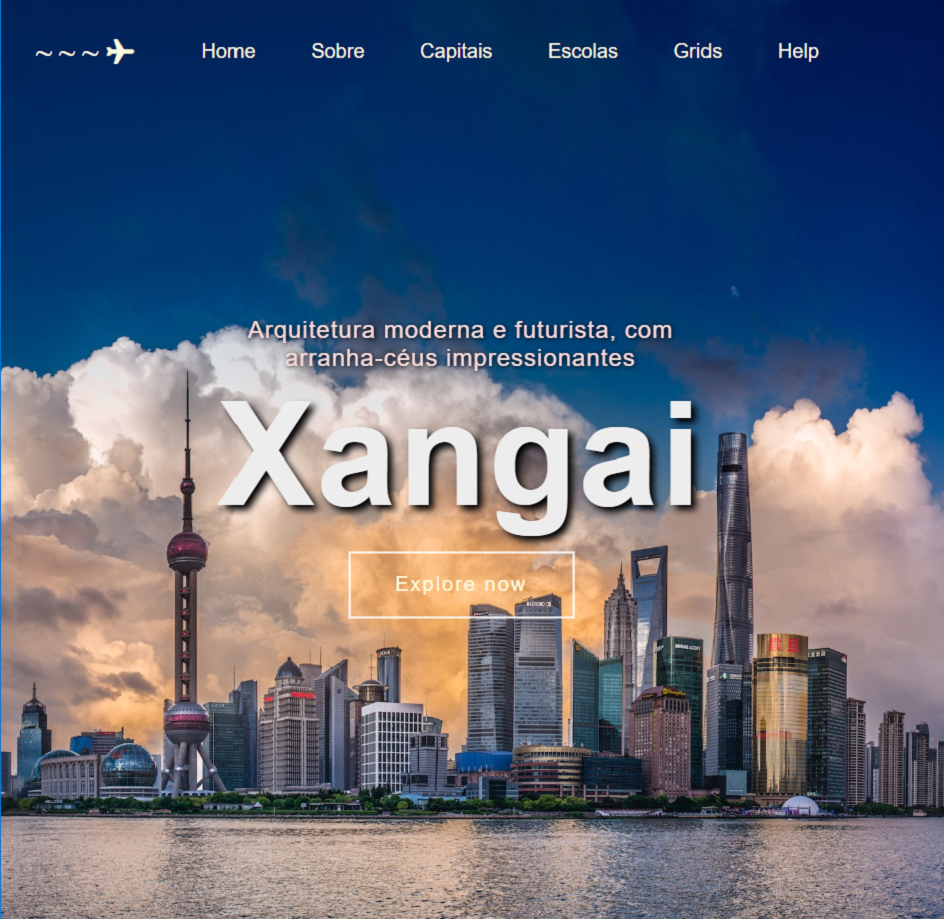 ~ ~ ~ Home Sobre Capitais Escolas Grids Help
Arquitetura moderna e futurista, com
arranha-céus impressionantes
Xangai
Explore now